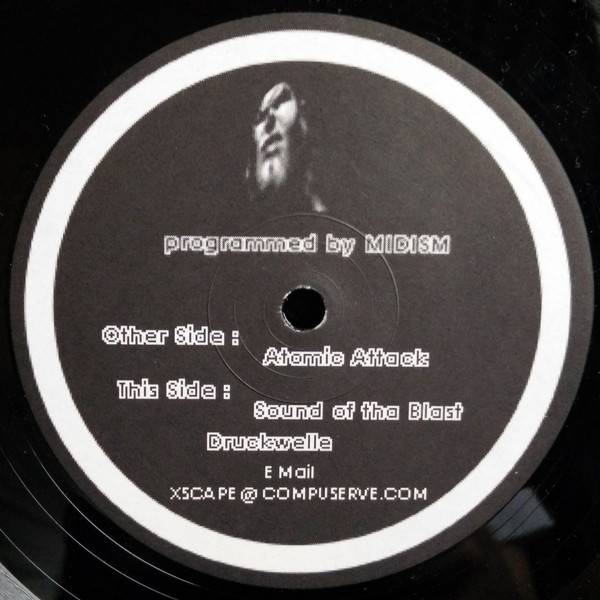 programmed by MIDISM
Other Side :
Atomic Attack
This Side :
Sound of tha Blast
Druckwelle
E Mail
XSCAPE@COMPUSERVE.COM